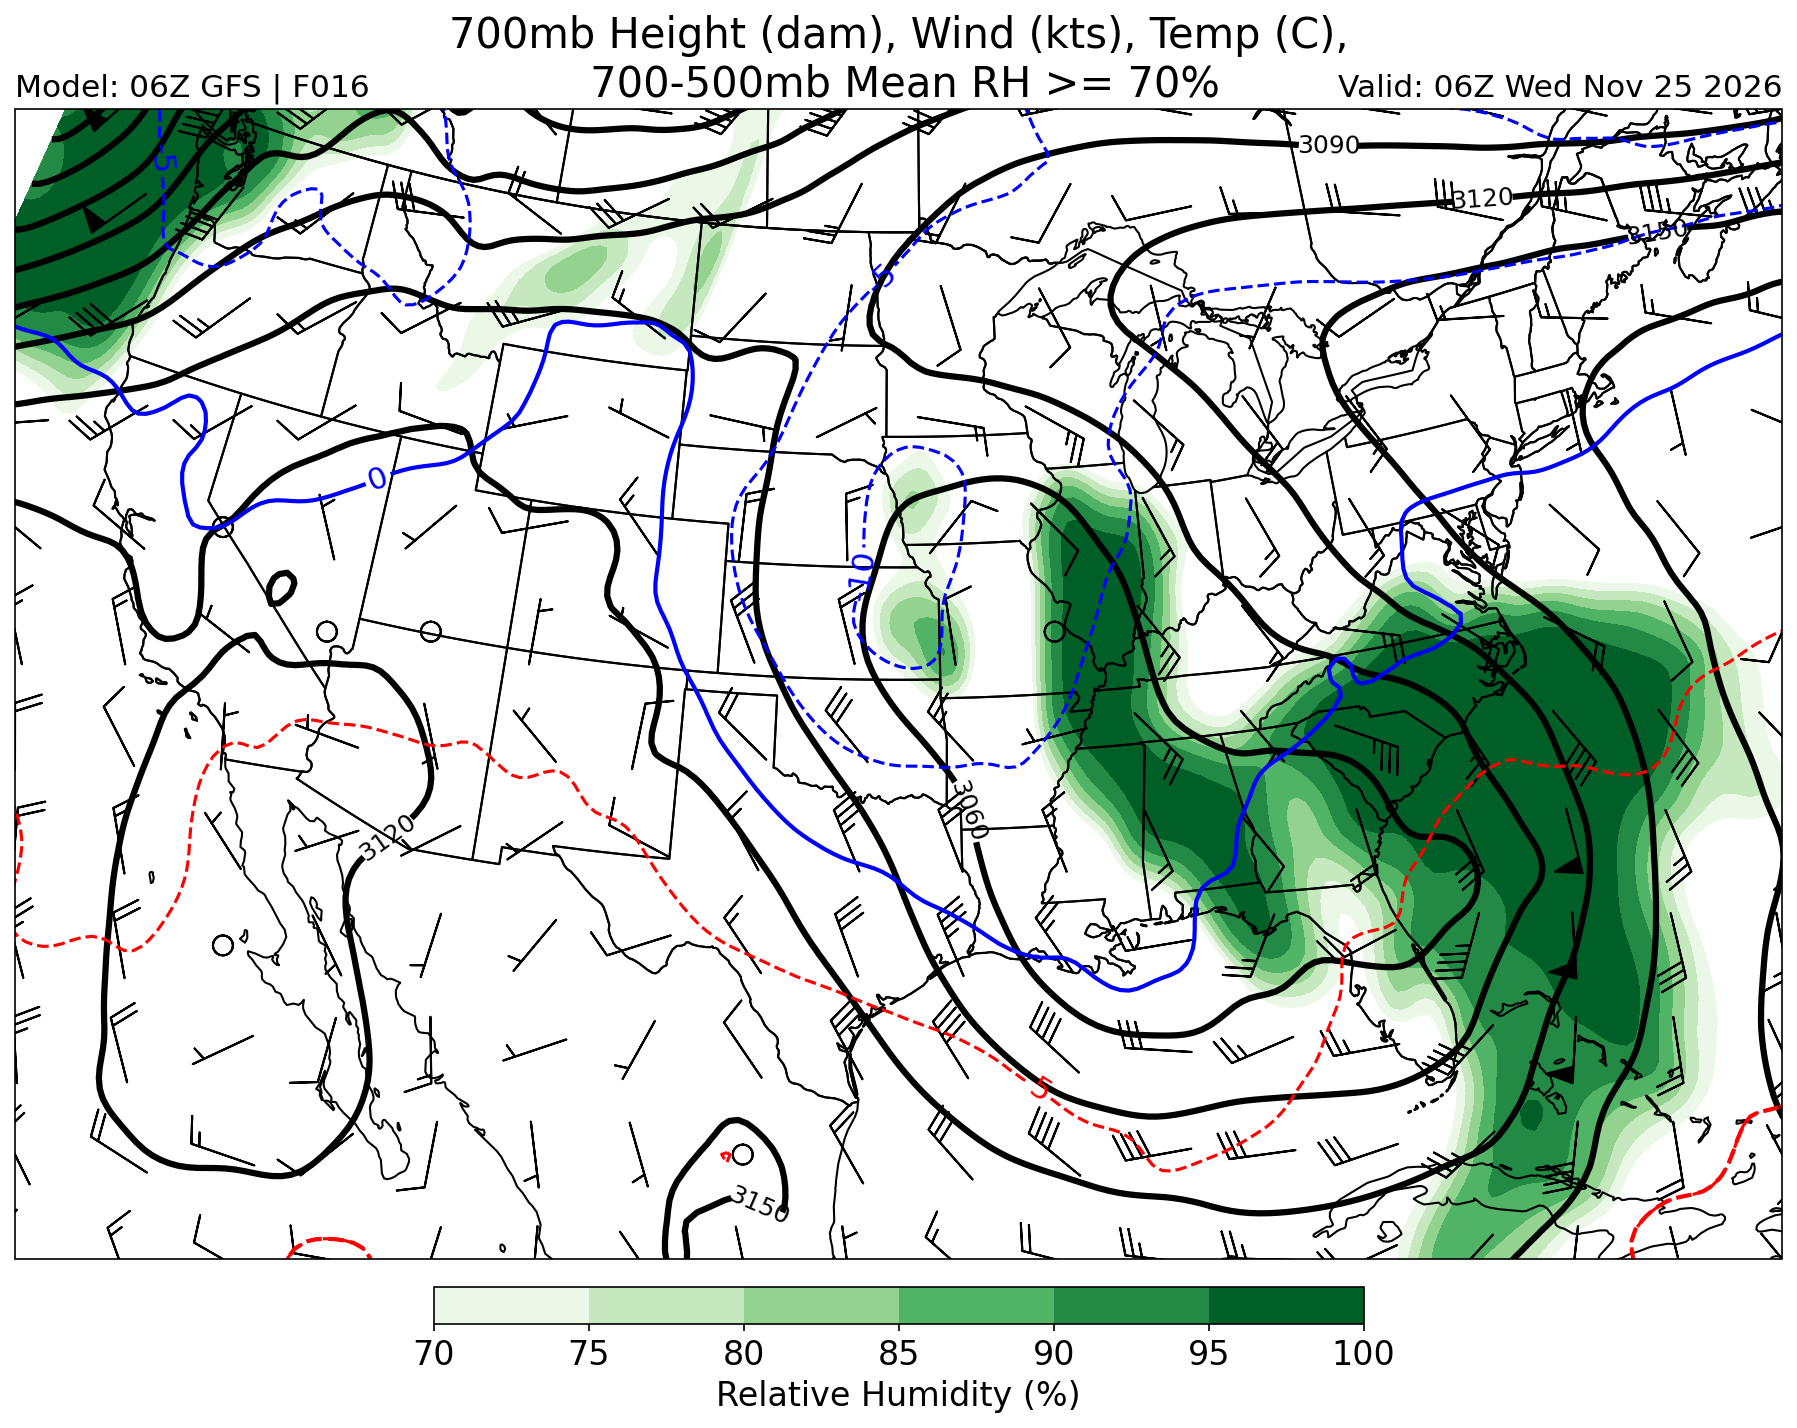 700mb Height (dam), Wind (kts), Temp (C),
700-500mb Mean RH >= 70%
Model: 06Z GFS | F016
Valid: 06Z Wed Nov 25 2026
3090
3120
3150
5
5
0
10
3060
3120
5
3150
70 75 80 85 90 95 100
Relative Humidity (%)